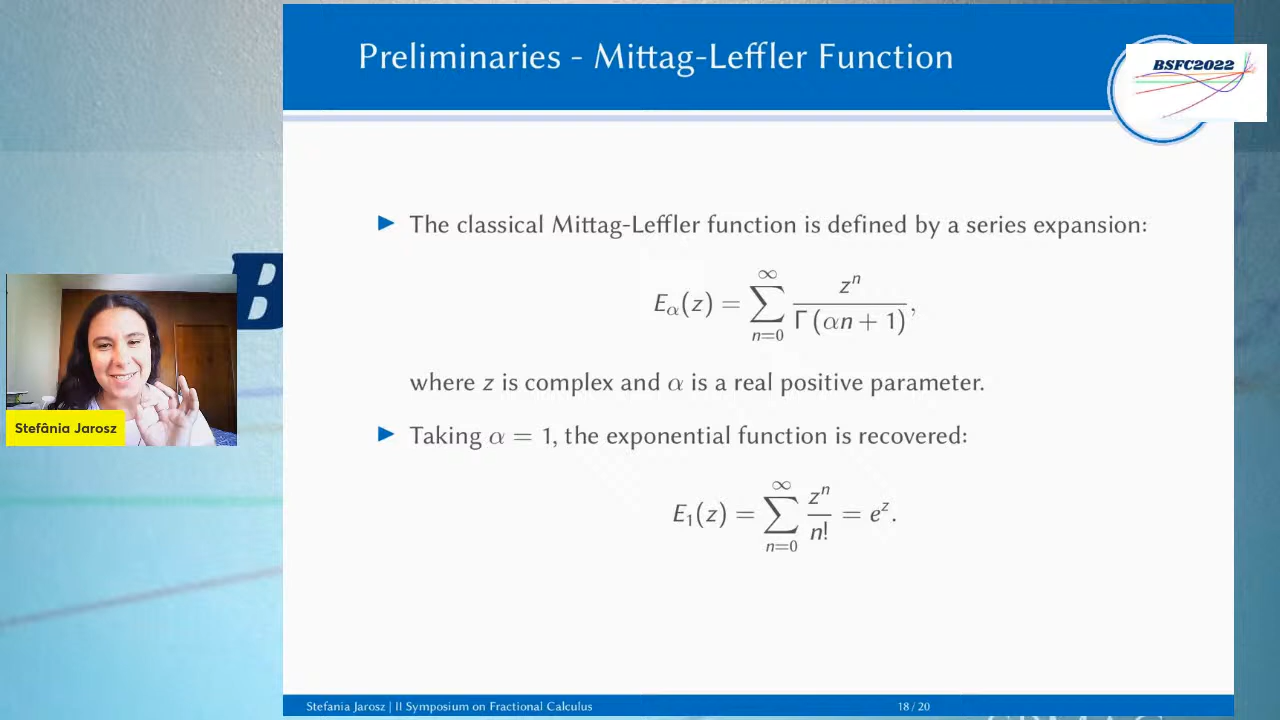 Preliminaries - Mittag-Leffler Function
BSFC2022
▶ The classical Mittag-Leffler function is defined by a series expansion:
E_α(z) = ∑_{n=0}^{∞} z^n / Γ(αn + 1),
where z is complex and α is a real positive parameter.
▶ Taking α = 1, the exponential function is recovered:
E_1(z) = ∑_{n=0}^{∞} z^n / n! = e^z.
B
Stefânia Jarosz
Stefania Jarosz | II Symposium on Fractional Calculus
18 / 20